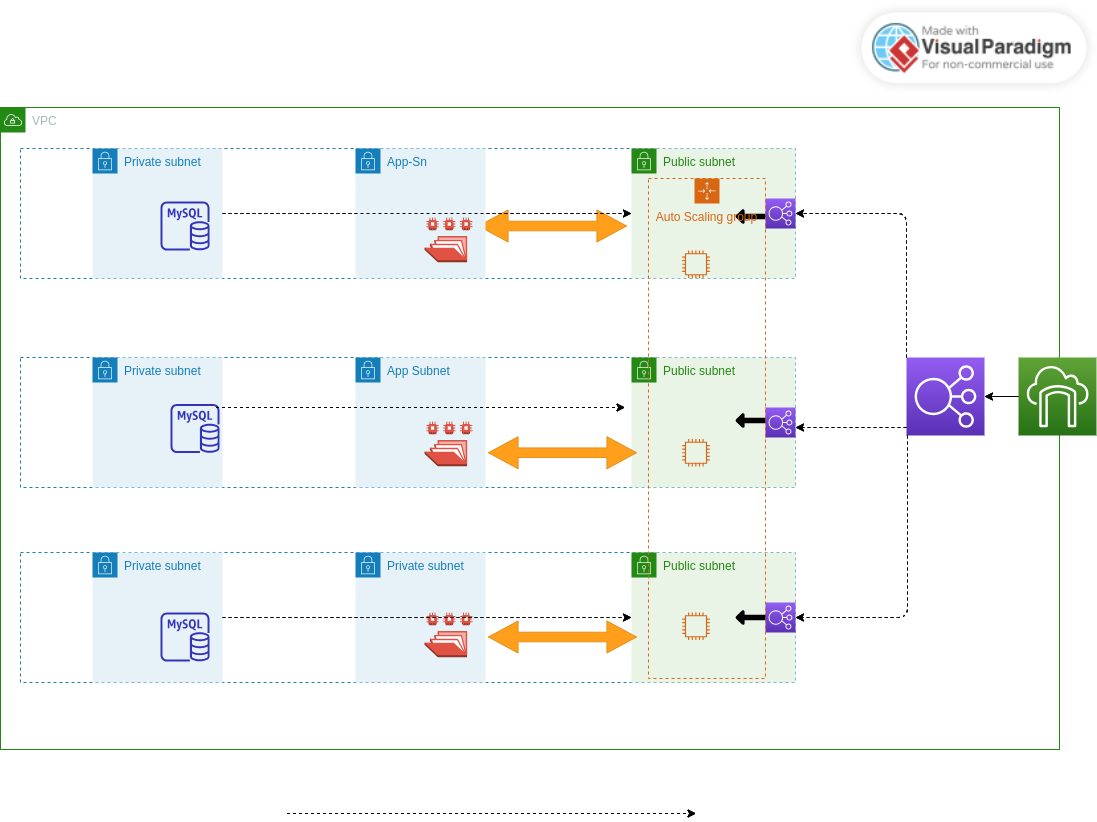 Made with
Visual Paradigm
For non-commercial use
VPC
Private subnet
App-Sn
Public subnet
MySQL
Auto Scaling group
Private subnet
App Subnet
Public subnet
MySQL
Private subnet
Private subnet
Public subnet
MySQL